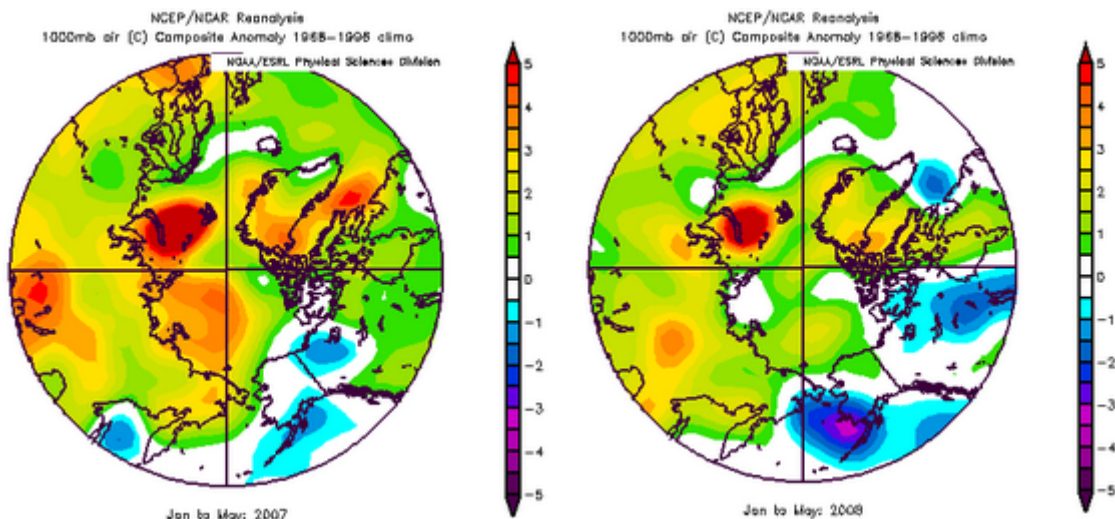 NCEP/NCAR Reanalysis
1000mb air (C) Composite Anomaly 1968-1996 climo
NOAA/ESRL Physical Sciences Division
5
4
3
2
1
0
-1
-2
-3
-4
-5
Jan to May: 2007
NCEP/NCAR Reanalysis
1000mb air (C) Composite Anomaly 1968-1996 climo
NOAA/ESRL Physical Sciences Division
5
4
3
2
1
0
-1
-2
-3
-4
-5
Jan to May: 2008